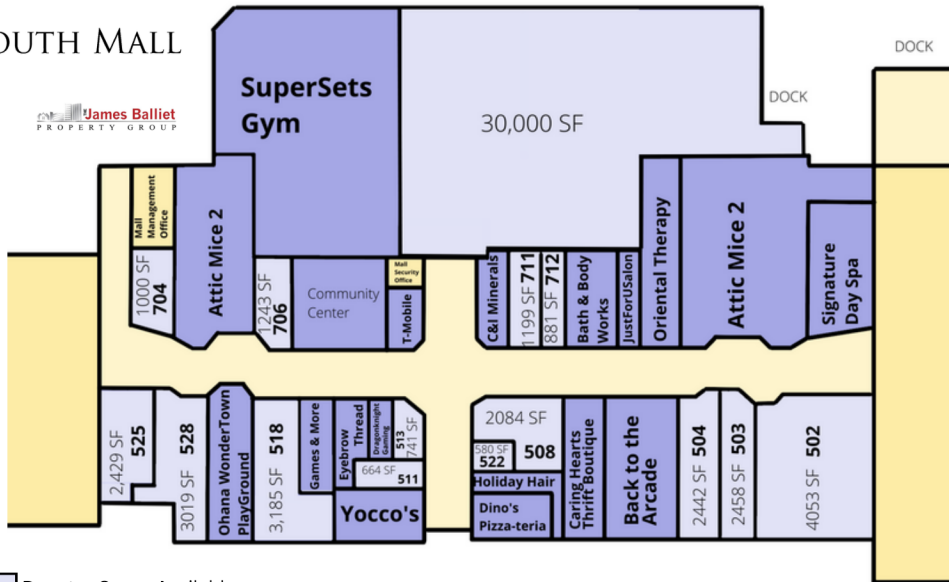 OUTH MALL
James Balliet
PROPERTY GROUP
DOCK
DOCK
SuperSets
Gym
30,000 SF
Mall
Management
Office
1000 SF
704
Attic Mice 2
1243 SF
706
Community
Center
Mall
Security
Office
T-Mobile
C&I Minerals
1199 SF 711
881 SF 712
Bath & Body
Works
JustForUSalon
Oriental Therapy
Attic Mice 2
Signature
Day Spa
2,429 SF
525
3019 SF
528
Ohana WonderTown
PlayGround
3,185 SF
518
Games & More
Eyebrow
Thread
Dragonknight
Gaming
513
741 SF
664 SF
511
Yocco's
2084 SF
508
580 SF
522
Holiday Hair
Dino's
Pizza-teria
Caring Hearts
Thrift Boutique
Back to the
Arcade
2442 SF 504
2458 SF 503
4053 SF 502